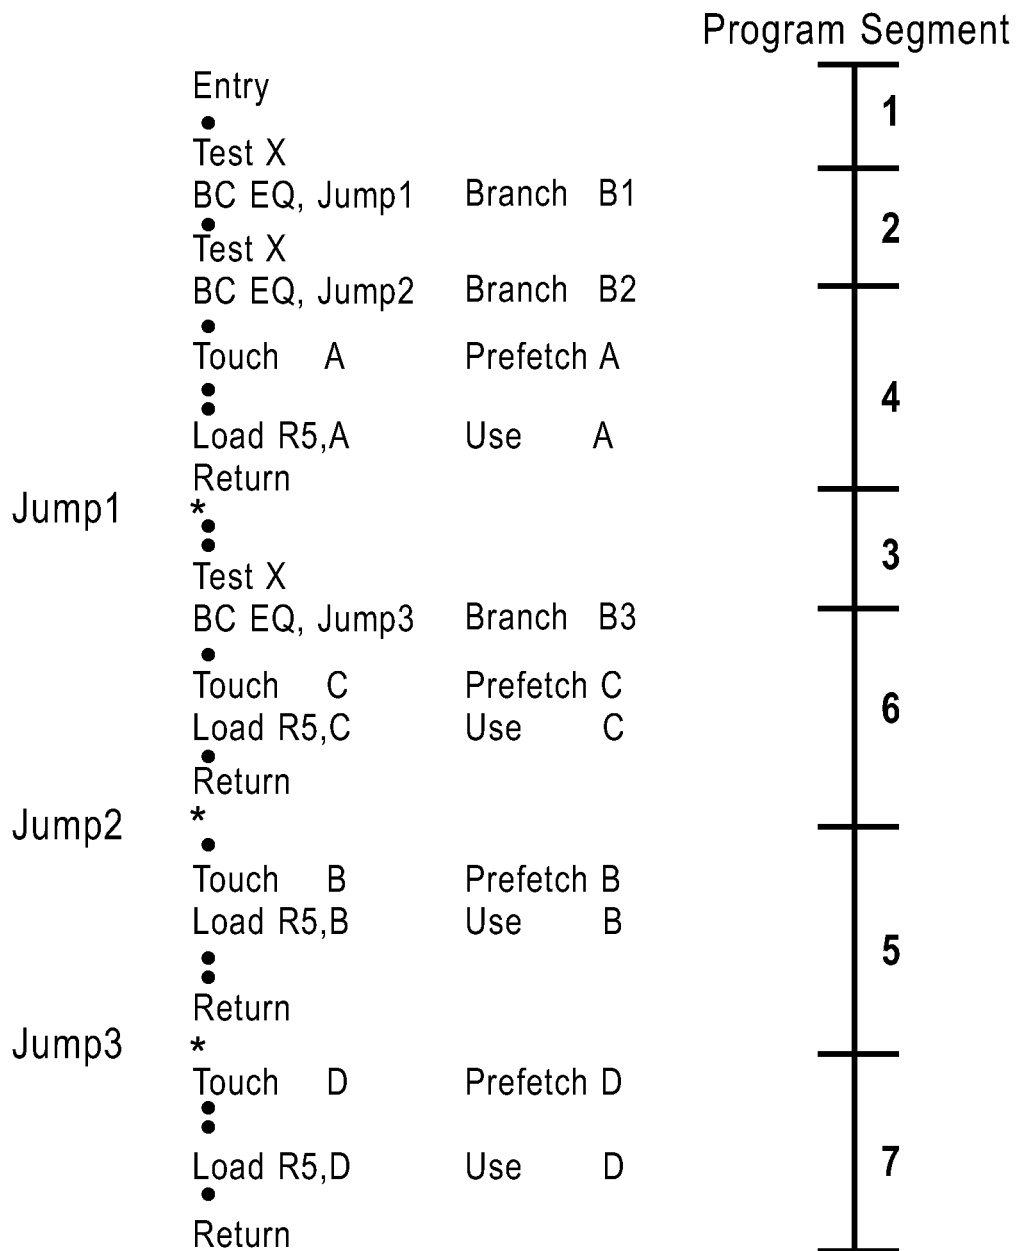 Program Segment
Entry
1
Test X
BC EQ, Jump1 Branch B1
2
Test X
BC EQ, Jump2 Branch B2
Touch A Prefetch A
4
Load R5,A Use A
Return
Jump1 *
3
Test X
BC EQ, Jump3 Branch B3
Touch C Prefetch C
6
Load R5,C Use C
Return
Jump2 *
Touch B Prefetch B
Load R5,B Use B
5
Return
Jump3 *
Touch D Prefetch D
Load R5,D Use D
7
Return